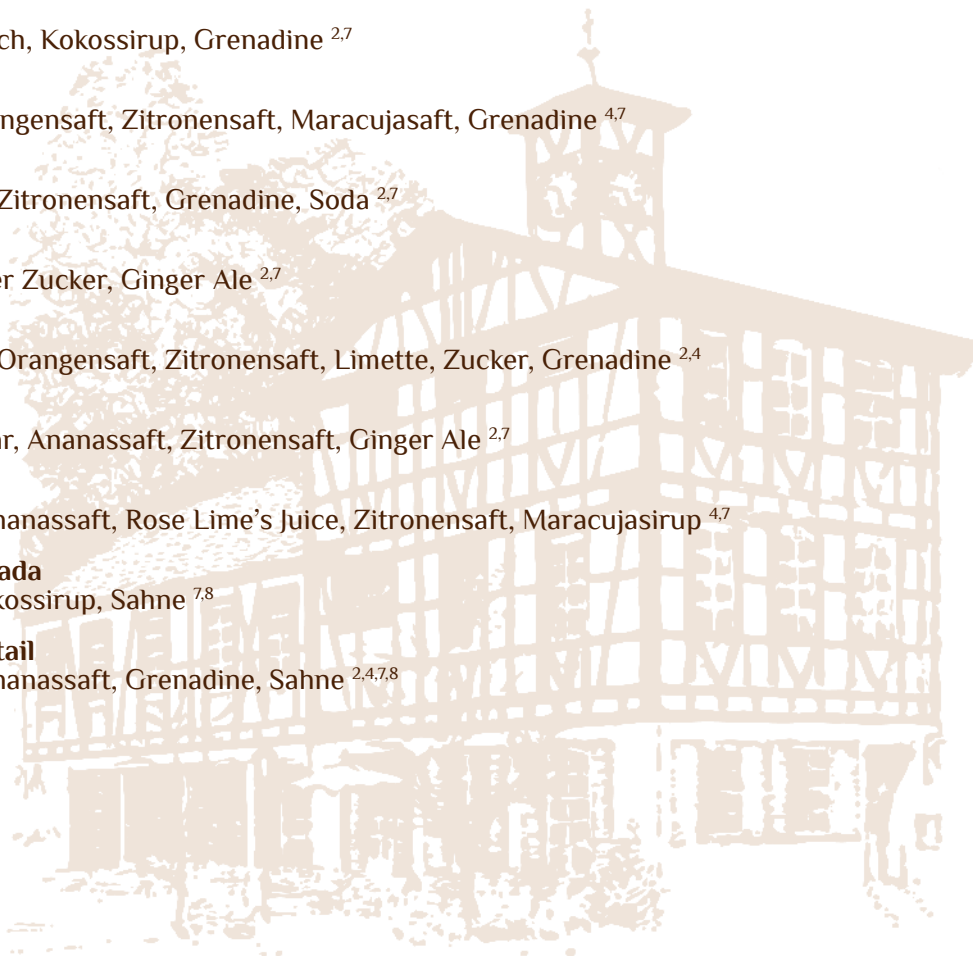 ch, Kokossirup, Grenadine 2,7
ngensaft, Zitronensaft, Maracujasaft, Grenadine 4,7
Zitronensaft, Grenadine, Soda 2,7
er Zucker, Ginger Ale 2,7
Orangensaft, Zitronensaft, Limette, Zucker, Grenadine 2,4
ar, Ananassaft, Zitronensaft, Ginger Ale 2,7
nanassaft, Rose Lime’s Juice, Zitronensaft, Maracujasirup 4,7
ada
kossirup, Sahne 7,8
tail
nanassaft, Grenadine, Sahne 2,4,7,8